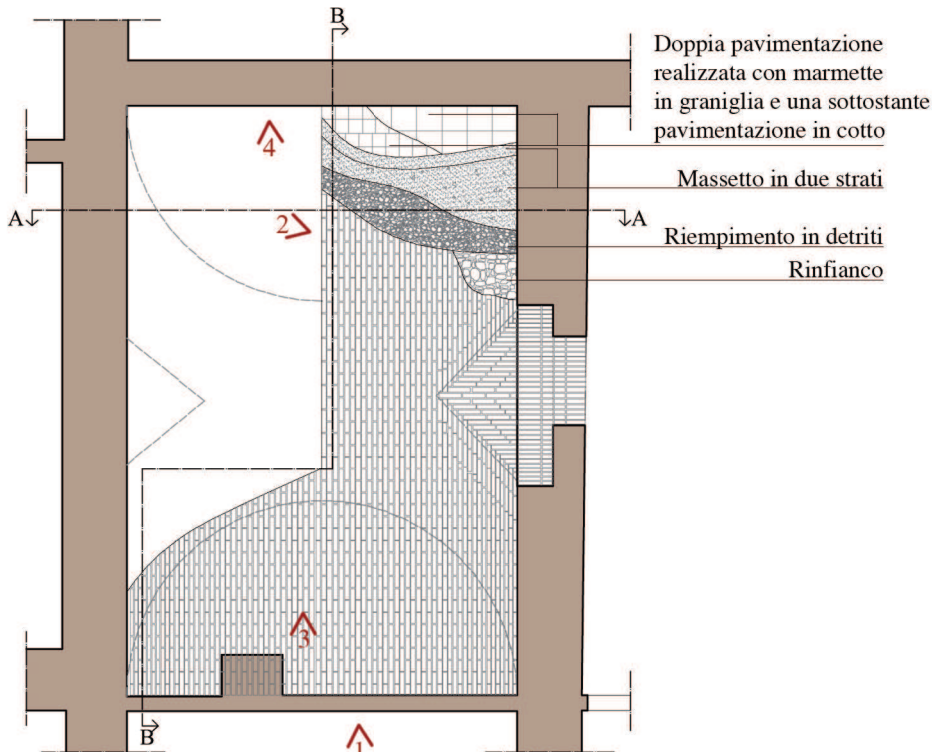 B
Doppia pavimentazione
realizzata con marmette
in graniglia e una sottostante
pavimentazione in cotto
4
Massetto in due strati
A
2
A
Riempimento in detriti
Rinfianco
3
B
1